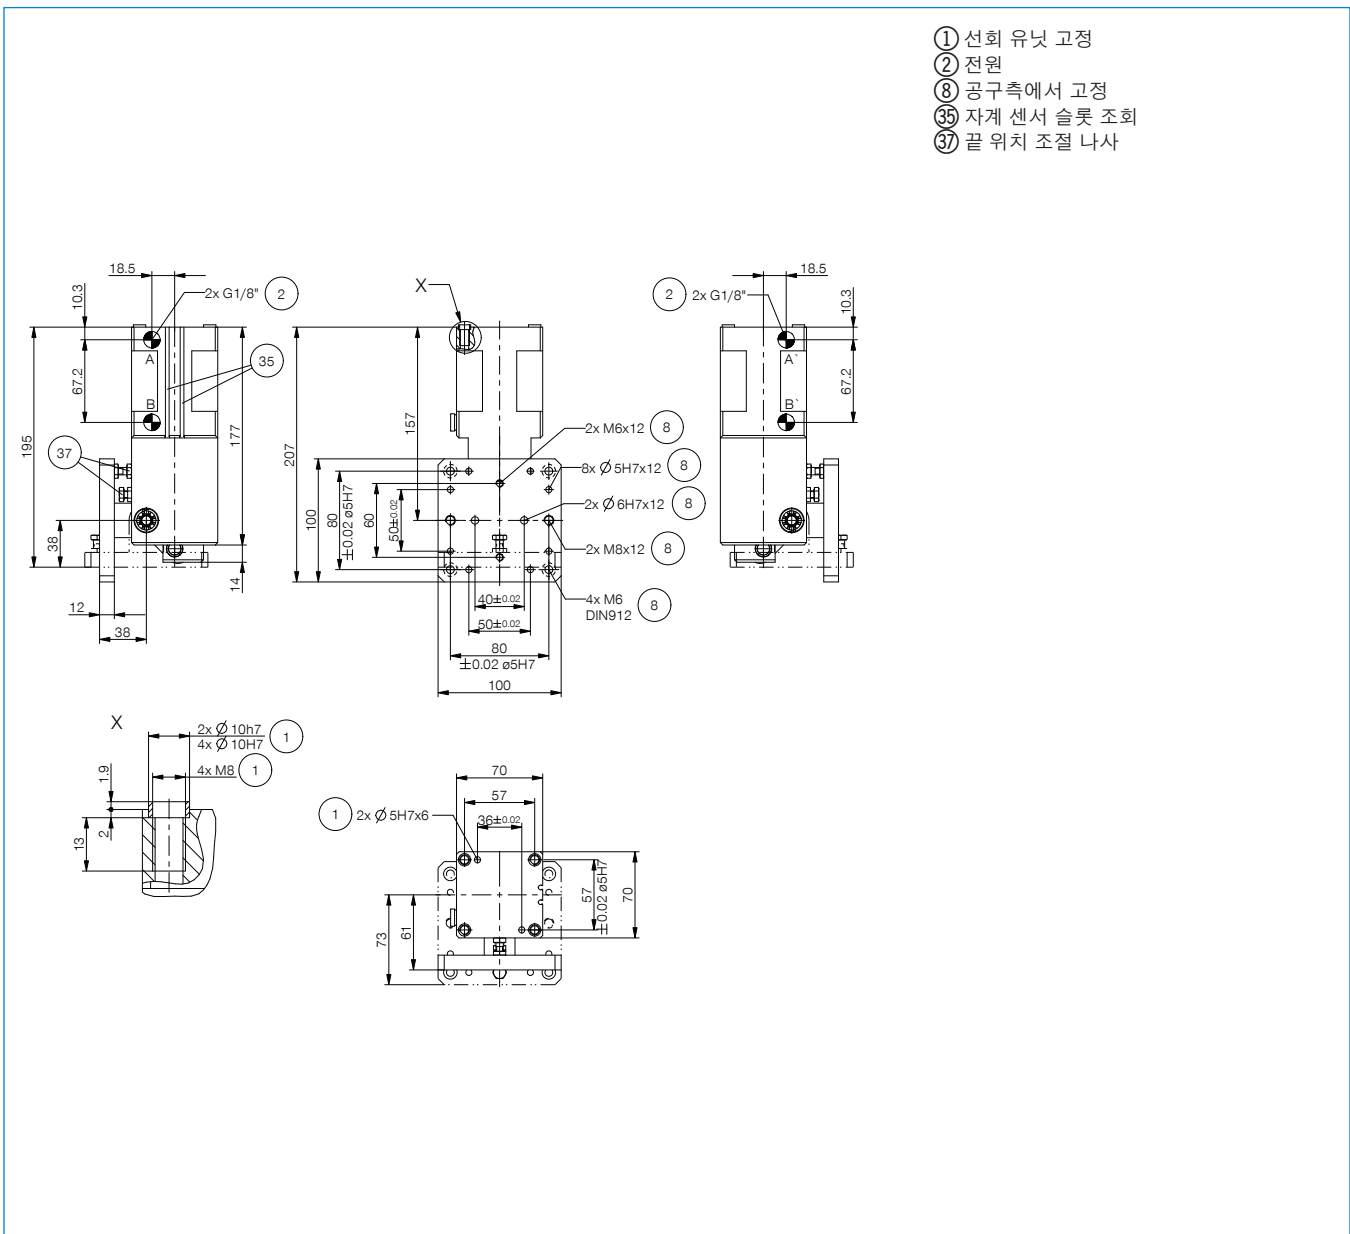 ① 선회 유닛 고정
② 전원
⑧ 공구측에서 고정
㉟ 자계 센서 슬롯 조회
㊲ 끝 위치 조절 나사
18.5
10.3
2x G1/8" 2
A
B
35
67.2
195
177
37
38
14
12
38
X
207
157
100
80
±0.02 ø5H7
60
50±0.02
2x M6x12 8
8x Ø 5H7x12 8
2x Ø 6H7x12 8
2x M8x12 8
4x M6 8
DIN912
40±0.02
50±0.02
80
±0.02 ø5H7
100
18.5
2 2x G1/8"
10.3
A`
B`
67.2
X
2x Ø 10h7 1
4x Ø 10H7
4x M8 1
1.9
2
13
70
57
36±0.02
1 2x Ø 5H7x6
57
±0.02 ø5H7
70
73
61